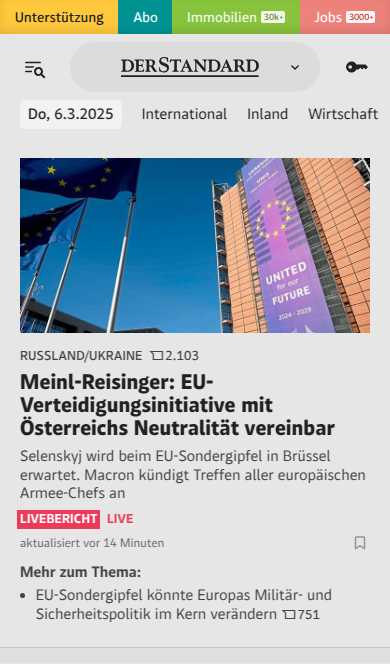 Unterstützung Abo Immobilien 30k+ Jobs 3000+
DERSTANDARD
Do, 6.3.2025 International Inland Wirtschaft
UNITED
for our
FUTURE
2024 - 2029
RUSSLAND/UKRAINE 2.103
Meinl-Reisinger: EU-
Verteidigungsinitiative mit
Österreichs Neutralität vereinbar
Selenskyj wird beim EU-Sondergipfel in Brüssel
erwartet. Macron kündigt Treffen aller europäischen
Armee-Chefs an
LIVEBERICHT LIVE
aktualisiert vor 14 Minuten
Mehr zum Thema:
• EU-Sondergipfel könnte Europas Militär- und
Sicherheitspolitik im Kern verändern 751